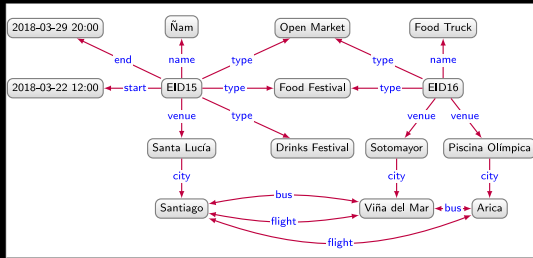 2018-03-29 20:00 Ñam Open Market Food Truck
end name type type name
2018-03-22 12:00 start EID15 type Food Festival type EID16
venue type venue venue
Santa Lucía Drinks Festival Sotomayor Piscina Olímpica
city city city
Santiago bus Viña del Mar bus Arica
flight
flight